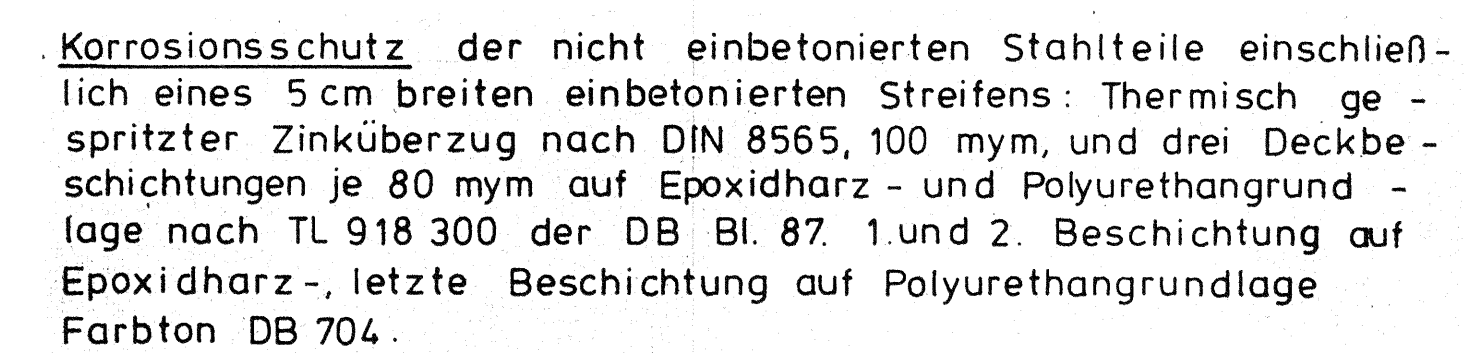 Korrosionsschutz der nicht einbetonierten Stahlteile einschließ-
lich eines 5 cm breiten einbetonierten Streifens: Thermisch ge-
spritzter Zinküberzug nach DIN 8565, 100 mym, und drei Deckbe-
schichtungen je 80 mym auf Epoxidharz- und Polyurethangrund-
lage nach TL 918 300 der DB Bl. 87. 1. und 2. Beschichtung auf
Epoxidharz-, letzte Beschichtung auf Polyurethangrundlage
Farbton DB 704.